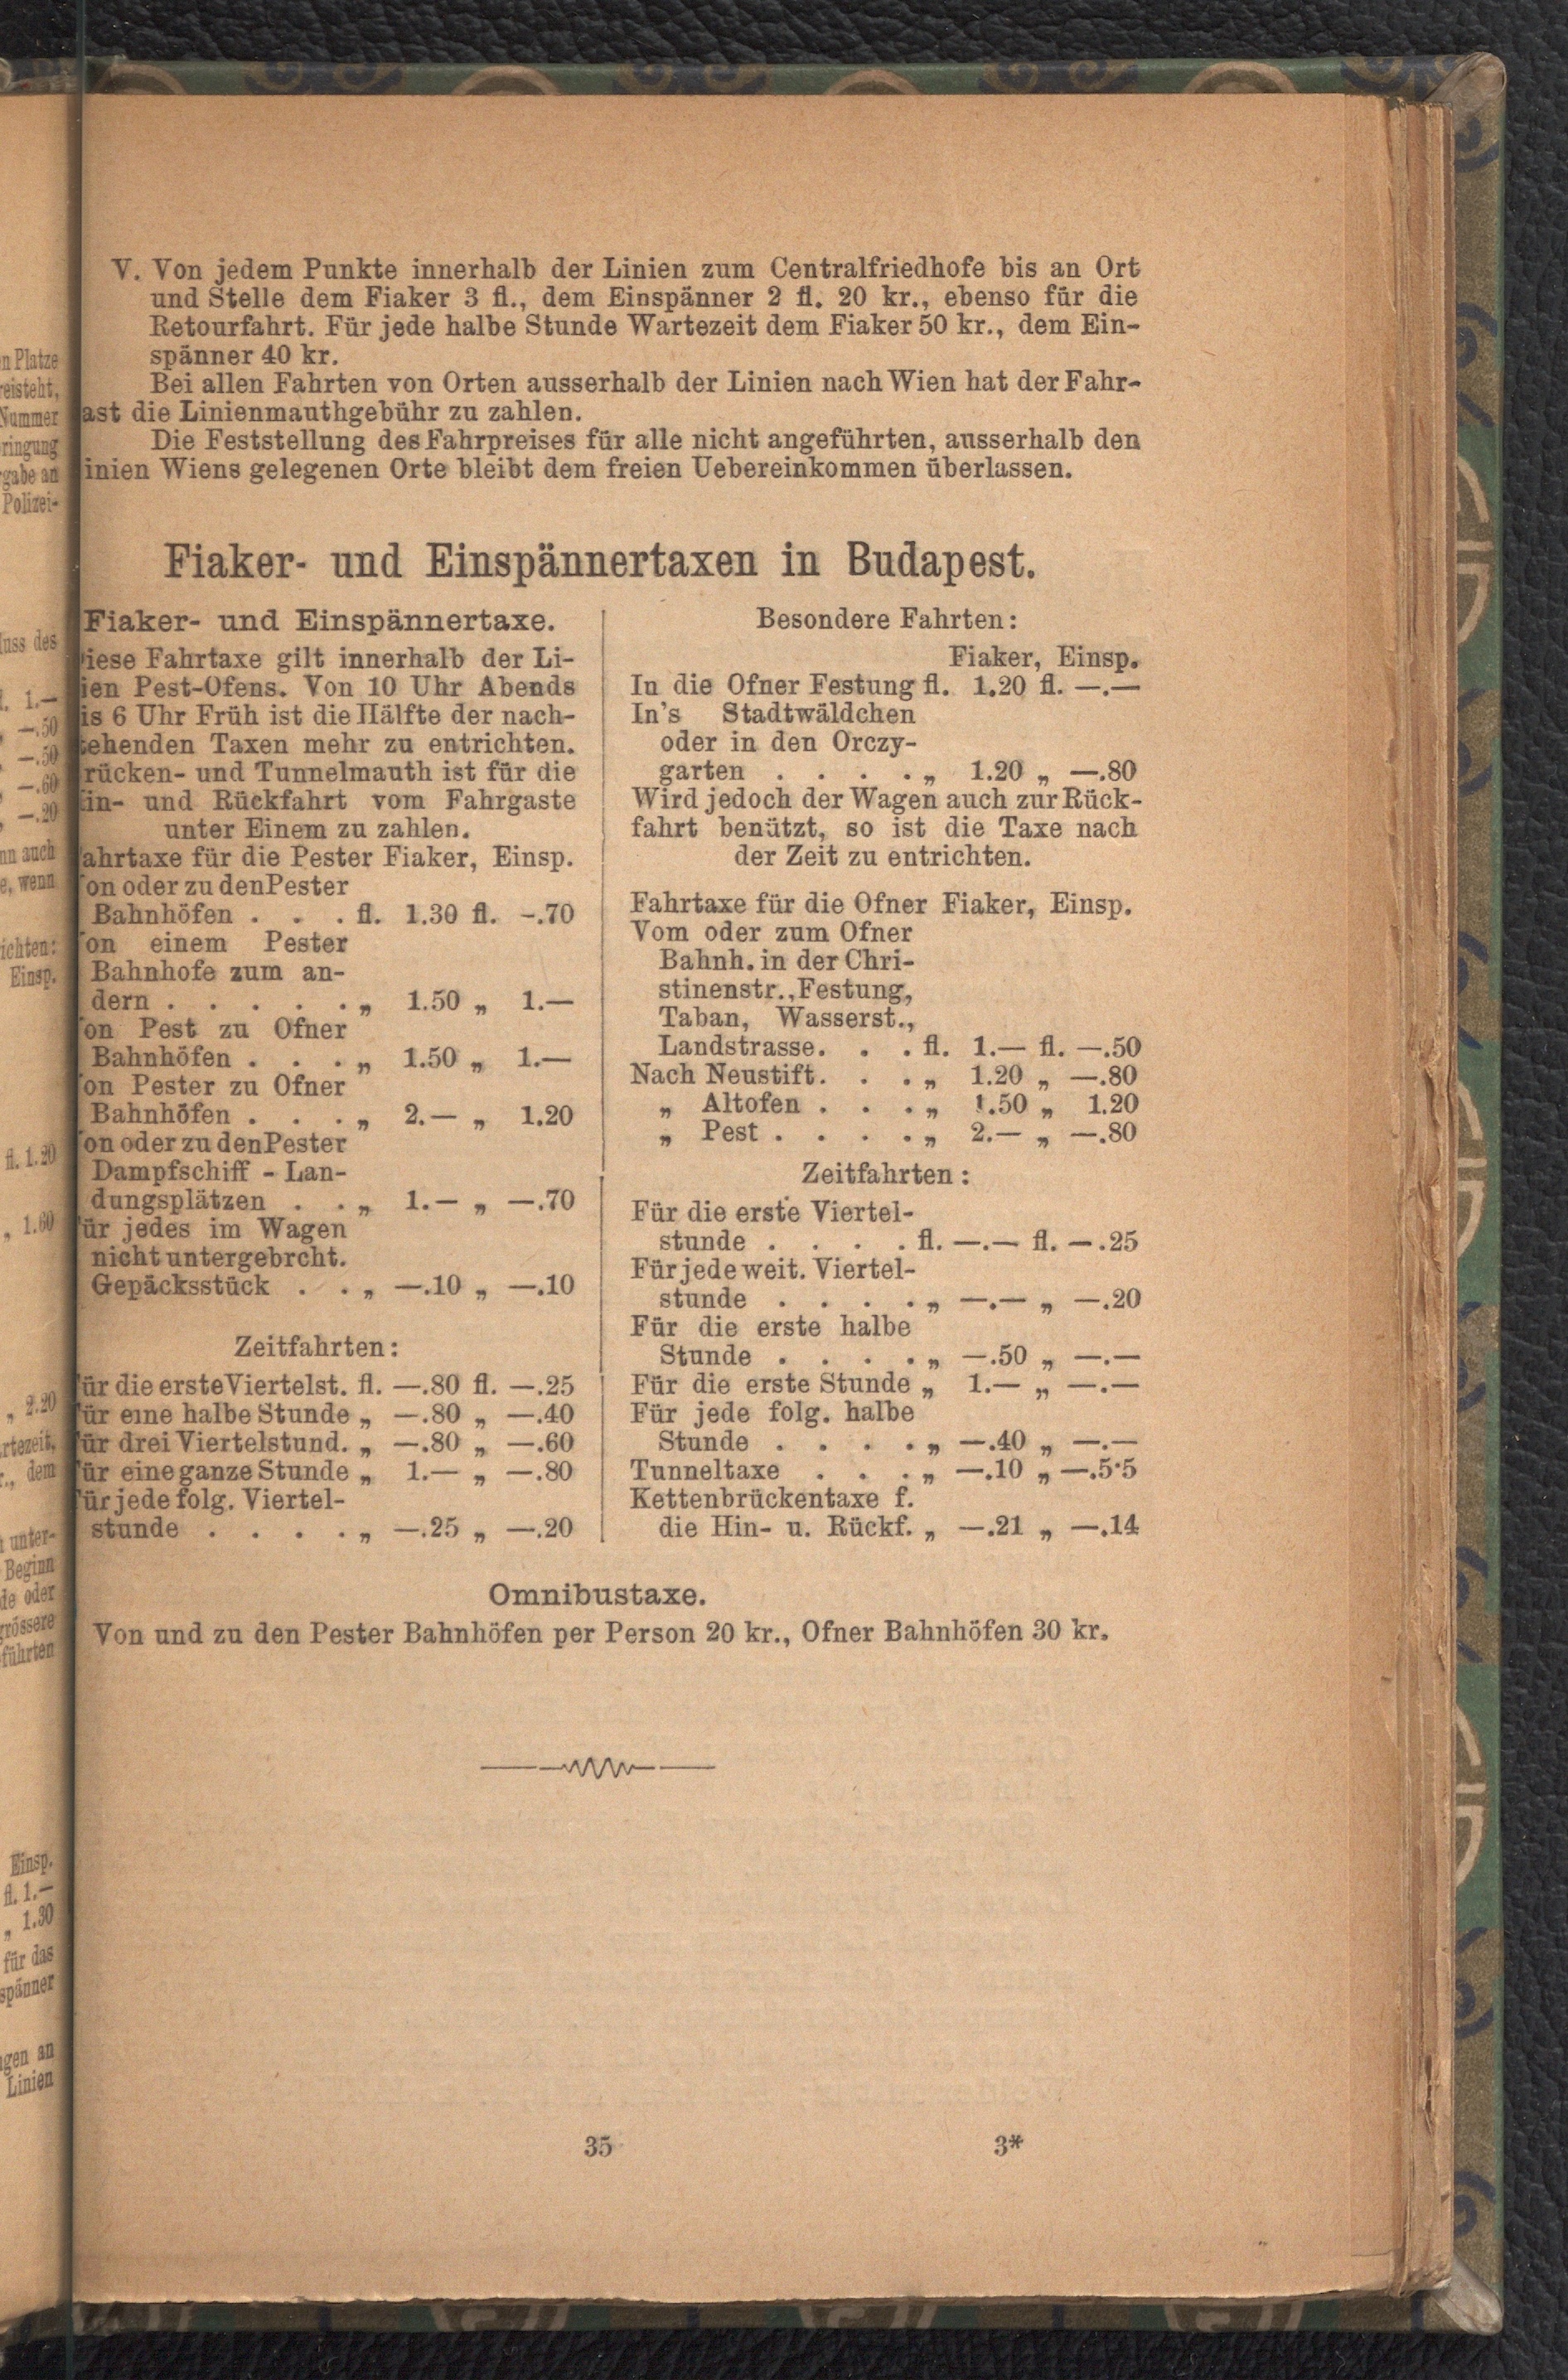 V. Von jedem Punkte innerhalb der Linien zum Centralfriedhofe bis an Ort
und Stelle dem Fiaker 3 fl., dem Einspänner 2 fl. 20 kr., ebenso für die
Retourfahrt. Für jede halbe Stunde Wartezeit dem Fiaker 50 kr., dem Ein-
spänner 40 kr.
Bei allen Fahrten von Orten ausserhalb der Linien nach Wien hat der Fahr-
ast die Linienmauthgebühr zu zahlen.
Die Feststellung des Fahrpreises für alle nicht angeführten, ausserhalb den
inien Wiens gelegenen Orte bleibt dem freien Uebereinkommen überlassen.
Fiaker- und Einspännertaxen in Budapest.
Fiaker- und Einspännertaxe.
iese Fahrtaxe gilt innerhalb der Li-
ien Pest-Ofens. Von 10 Uhr Abends
is 6 Uhr Früh ist die Hälfte der nach-
ehenden Taxen mehr zu entrichten.
rücken- und Tunnelmauth ist für die
in- und Rückfahrt vom Fahrgaste
unter Einem zu zahlen.
ahrtaxe für die Pester Fiaker, Einsp.
on oder zu den Pester
Bahnhöfen . . . fl. 1.30 fl. -.70
on einem Pester
Bahnhofe zum an-
dern . . . . . „ 1.50 „ 1.—
on Pest zu Ofner
Bahnhöfen . . . „ 1.50 „ 1.—
on Pester zu Ofner
Bahnhöfen . . . „ 2.— „ 1.20
on oder zu den Pester
Dampfschiff - Lan-
dungsplätzen . . „ 1.— „ —.70
ür jedes im Wagen
nicht untergebrcht.
Gepäcksstück . . „ —.10 „ —.10
Zeitfahrten:
ür die erste Viertelst. fl. —.80 fl. —.25
ür eine halbe Stunde „ —.80 „ —.40
ür drei Viertelstund. „ —.80 „ —.60
ür eine ganze Stunde „ 1.— „ —.80
ür jede folg. Viertel-
stunde . . . . „ —.25 „ —.20
Besondere Fahrten:
Fiaker, Einsp.
In die Ofner Festung fl. 1.20 fl. —.—
In's Stadtwäldchen
oder in den Orczy-
garten . . . . „ 1.20 „ —.80
Wird jedoch der Wagen auch zur Rück-
fahrt benützt, so ist die Taxe nach
der Zeit zu entrichten.
Fahrtaxe für die Ofner Fiaker, Einsp.
Vom oder zum Ofner
Bahnh. in der Chri-
stinenstr., Festung,
Taban, Wasserst.,
Landstrasse. . . fl. 1.— fl. —.50
Nach Neustift. . . „ 1.20 „ —.80
„ Altofen . . . „ 1.50 „ 1.20
„ Pest . . . . „ 2.— „ —.80
Zeitfahrten:
Für die erste Viertel-
stunde . . . . fl. —.— fl. —.25
Für jede weit. Viertel-
stunde . . . . „ —.— „ —.20
Für die erste halbe
Stunde . . . . „ —.50 „ —.—
Für die erste Stunde „ 1.— „ —.—
Für jede folg. halbe
Stunde . . . . „ —.40 „ —.—
Tunneltaxe . . . „ —.10 „ —.5·5
Kettenbrückentaxe f.
die Hin- u. Rückf. „ —.21 „ —.14
Omnibustaxe.
Von und zu den Pester Bahnhöfen per Person 20 kr., Ofner Bahnhöfen 30 kr.
35 3*